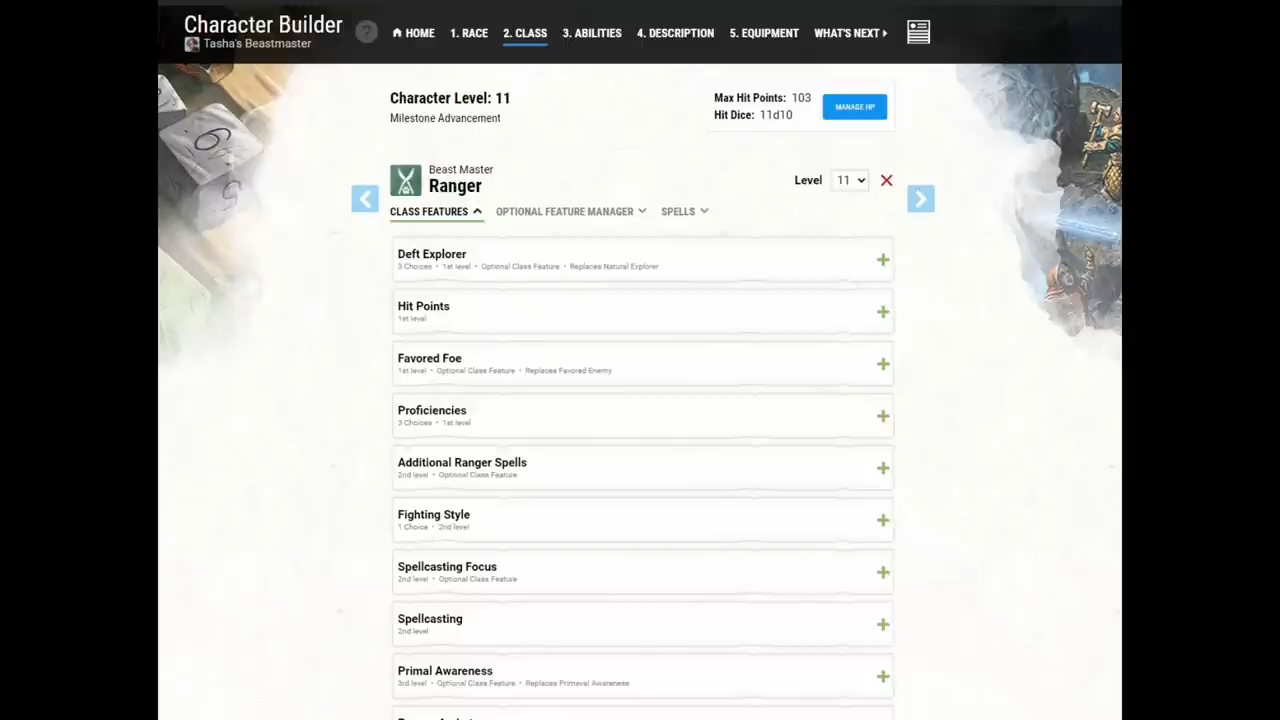 Character Builder
Tasha's Beastmaster
?
HOME
1. RACE
2. CLASS
3. ABILITIES
4. DESCRIPTION
5. EQUIPMENT
WHAT'S NEXT
Character Level: 11
Milestone Advancement
Max Hit Points: 103
Hit Dice: 11d10
MANAGE HP
Beast Master
Ranger
Level 11
CLASS FEATURES
OPTIONAL FEATURE MANAGER
SPELLS
Deft Explorer
3 Choices • 1st level • Optional Class Feature • Replaces Natural Explorer
Hit Points
1st level
Favored Foe
1st level • Optional Class Feature • Replaces Favored Enemy
Proficiencies
3 Choices • 1st level
Additional Ranger Spells
2nd level • Optional Class Feature
Fighting Style
1 Choice • 2nd level
Spellcasting Focus
2nd level • Optional Class Feature
Spellcasting
2nd level
Primal Awareness
3rd level • Optional Class Feature • Replaces Primeval Awareness